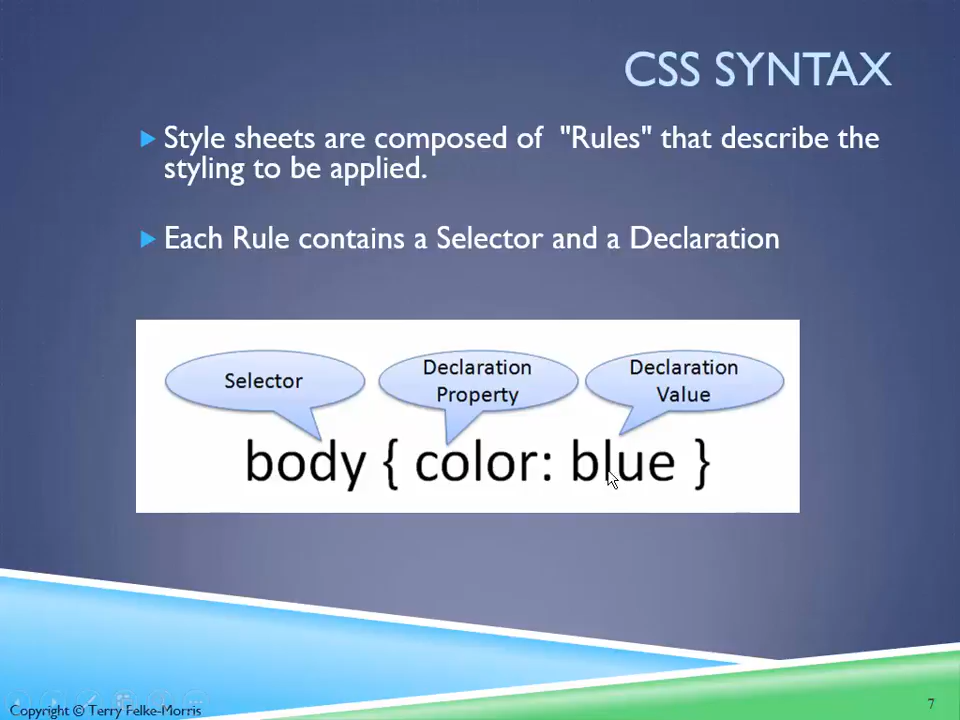 CSS SYNTAX
Style sheets are composed of "Rules" that describe the
styling to be applied.
Each Rule contains a Selector and a Declaration
Selector
Declaration
Property
Declaration
Value
body { color: blue }
Copyright © Terry Felke-Morris
7